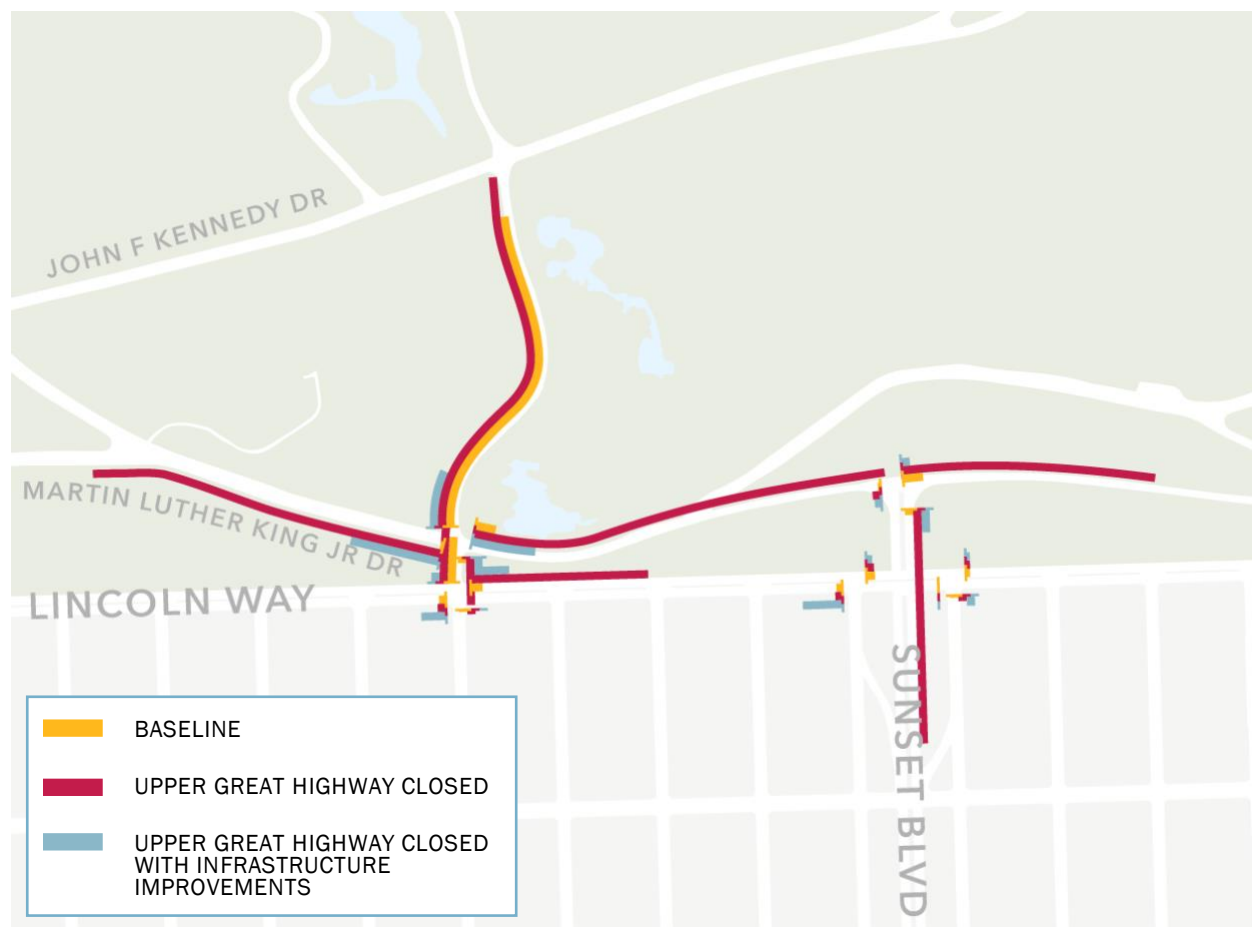 JOHN F KENNEDY DR
MARTIN LUTHER KING JR DR
LINCOLN WAY
SUNSET BLVD
BASELINE
UPPER GREAT HIGHWAY CLOSED
UPPER GREAT HIGHWAY CLOSED
WITH INFRASTRUCTURE
IMPROVEMENTS